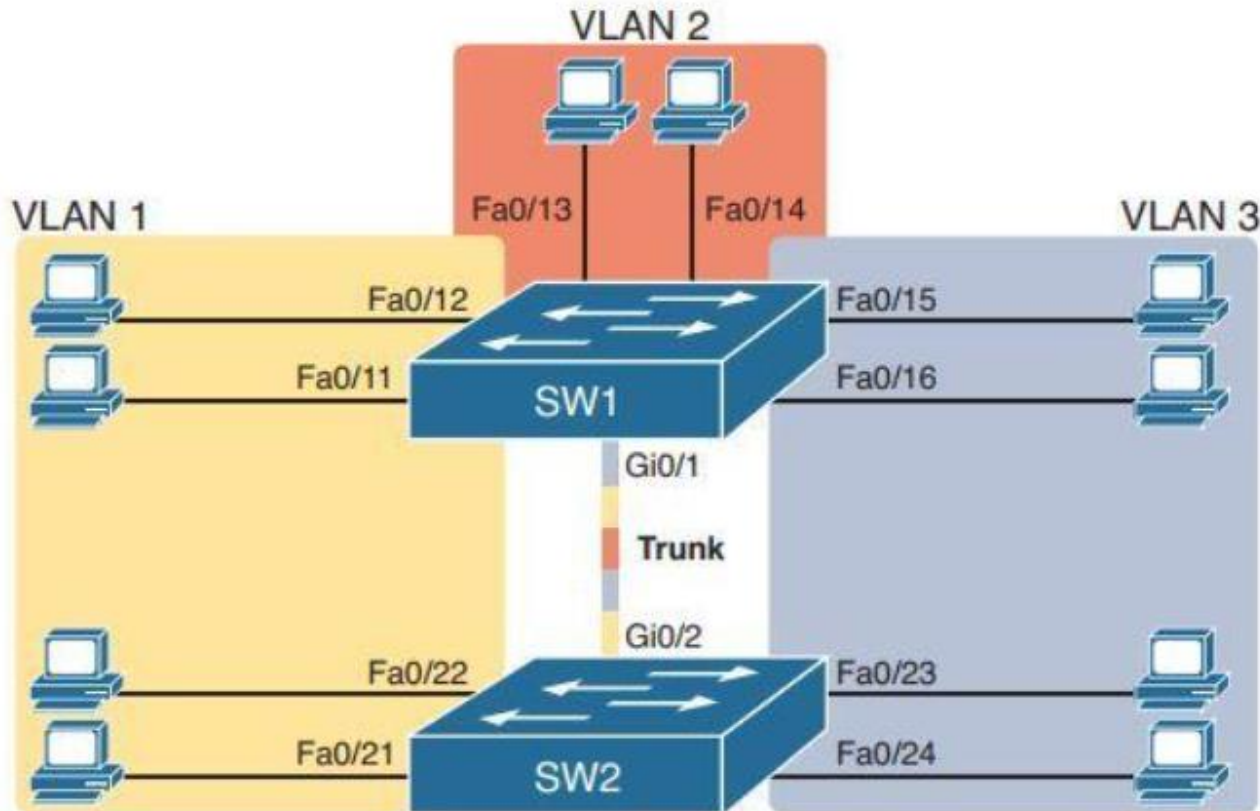 VLAN 2
Fa0/13
Fa0/14
VLAN 1
VLAN 3
Fa0/12
Fa0/15
Fa0/11
Fa0/16
SW1
Gi0/1
Trunk
Gi0/2
Fa0/22
Fa0/23
Fa0/21
Fa0/24
SW2